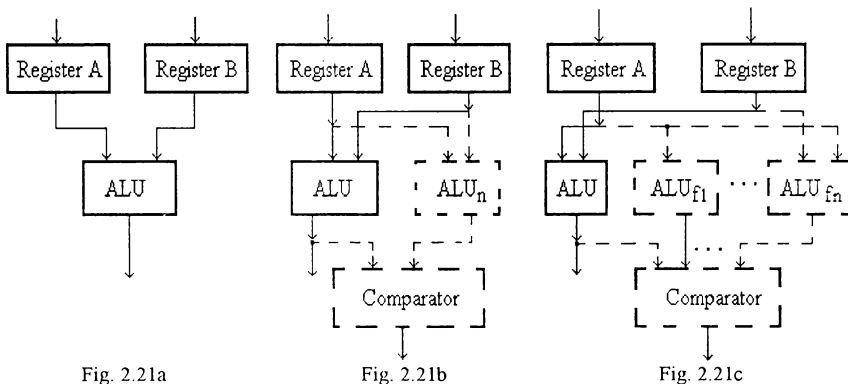 Register A Register B Register A Register B Register A Register B
ALU ALU ALUn ALU ALUf1 ... ALUfn
...
Comparator Comparator
Fig. 2.21a Fig. 2.21b Fig. 2.21c